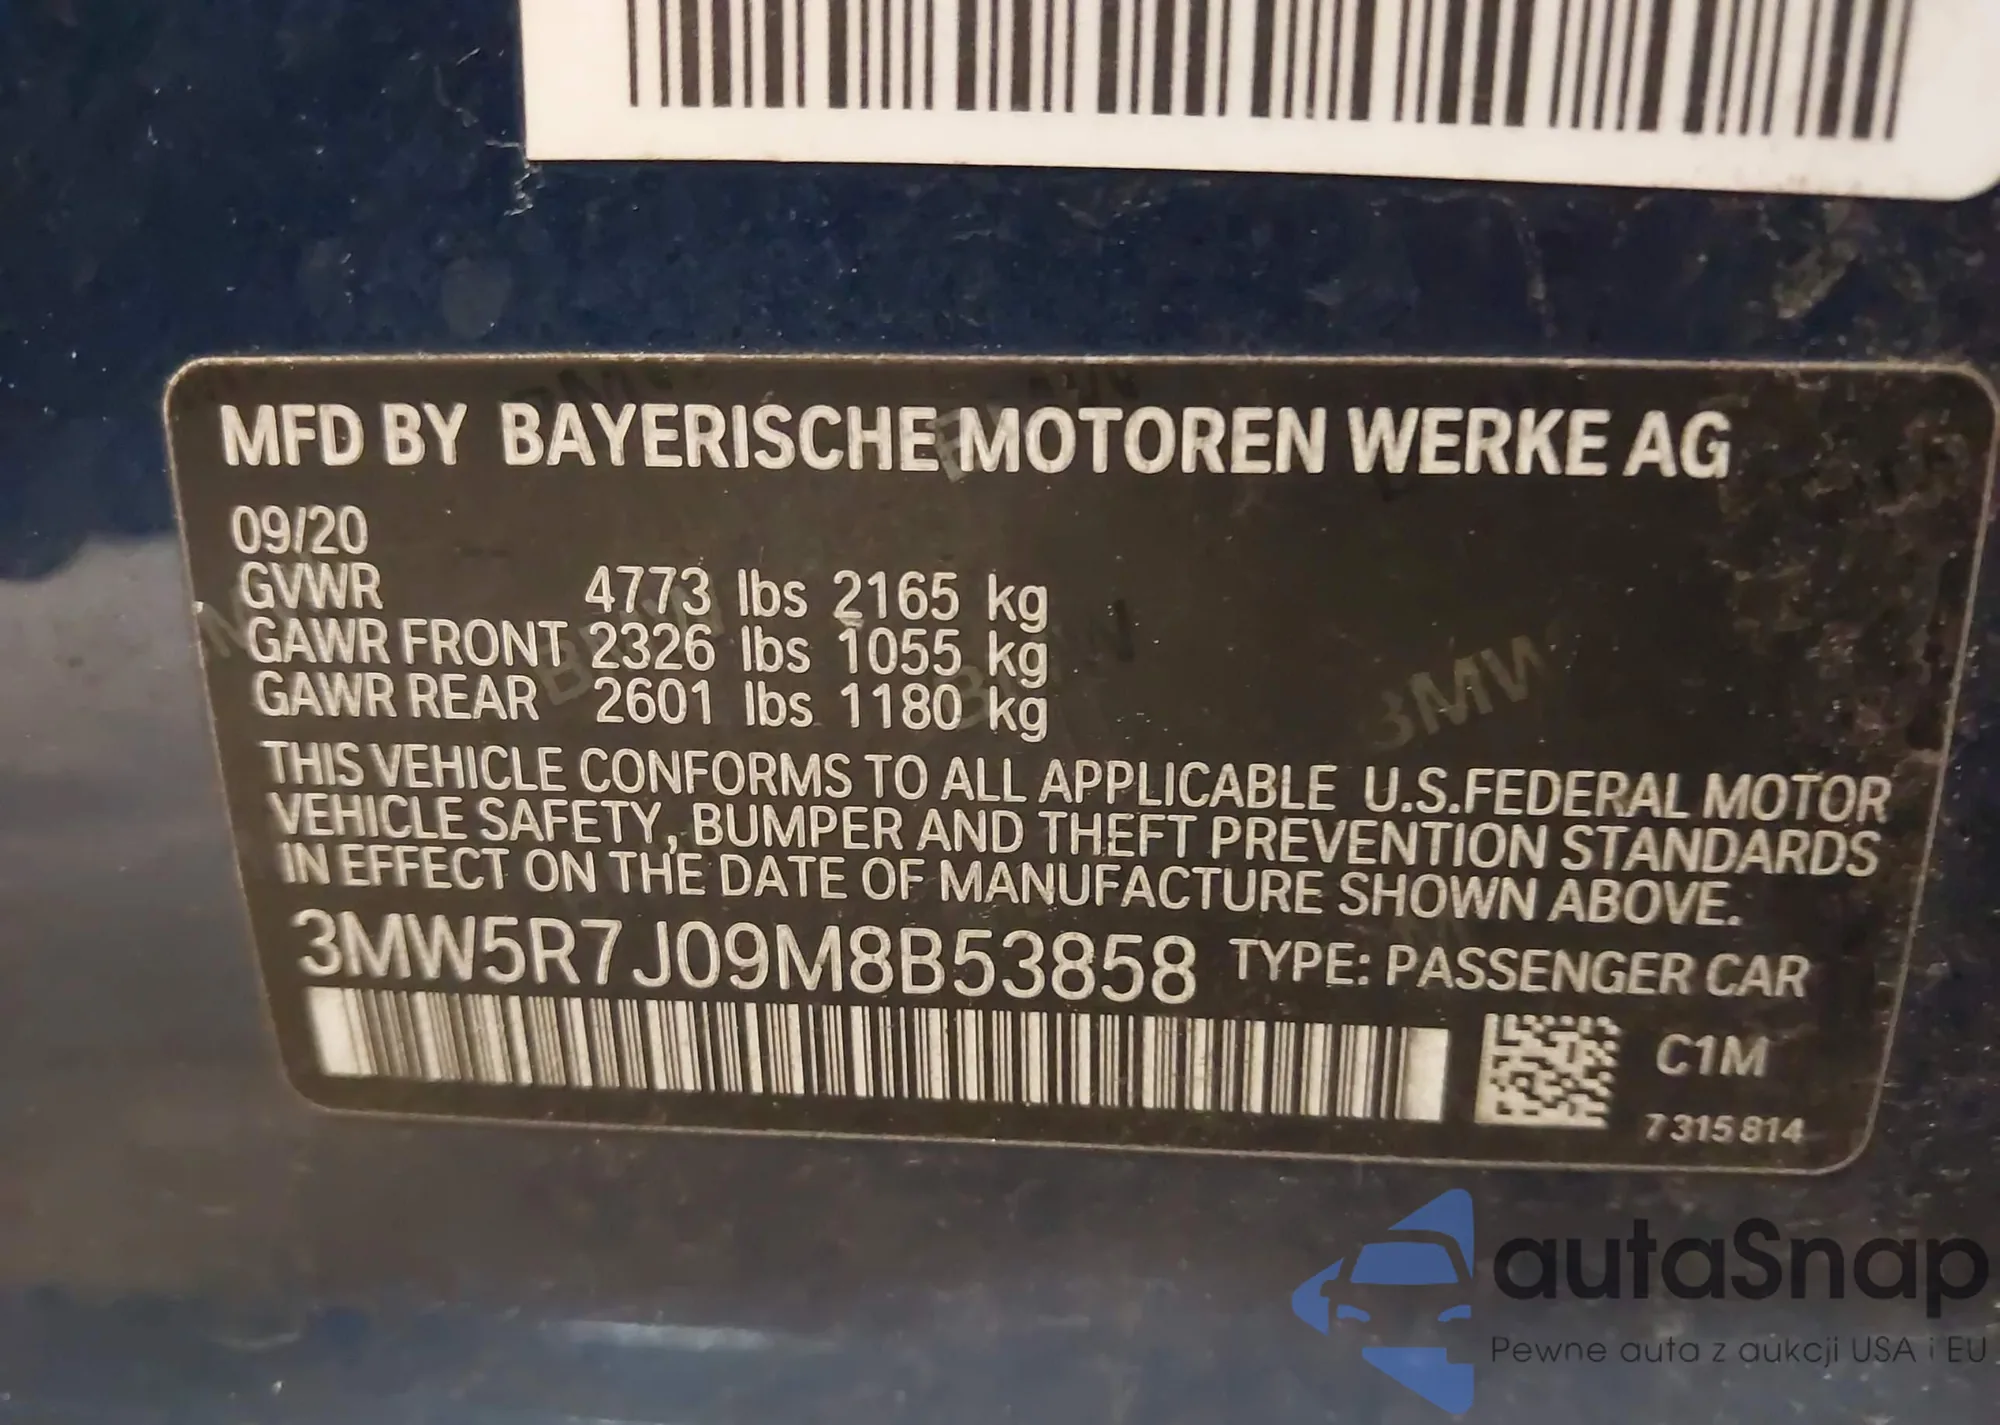 MFD BY BAYERISCHE MOTOREN WERKE AG
09/20
GVWR 4773 lbs 2165 kg
GAWR FRONT 2326 lbs 1055 kg
GAWR REAR 2601 lbs 1180 kg
THIS VEHICLE CONFORMS TO ALL APPLICABLE U.S.FEDERAL MOTOR
VEHICLE SAFETY, BUMPER AND THEFT PREVENTION STANDARDS
IN EFFECT ON THE DATE OF MANUFACTURE SHOWN ABOVE.
3MW5R7J09M8B53858 TYPE: PASSENGER CAR
C1M
7 315 814
autaSnap
Pewne auta z aukcji USA i EU